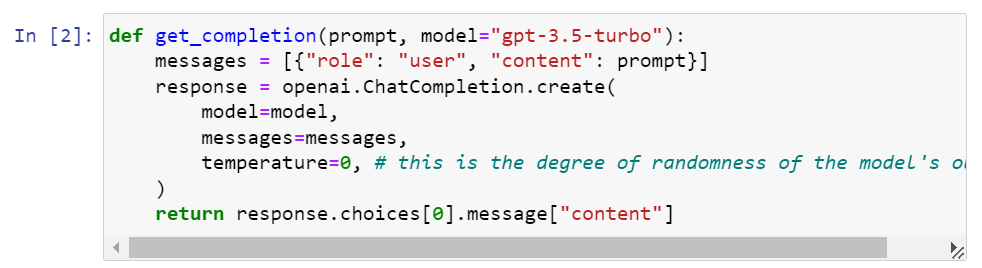 In [2]: def get_completion(prompt, model="gpt-3.5-turbo"):
    messages = [{"role": "user", "content": prompt}]
    response = openai.ChatCompletion.create(
        model=model,
        messages=messages,
        temperature=0, # this is the degree of randomness of the model's
    )
    return response.choices[0].message["content"]